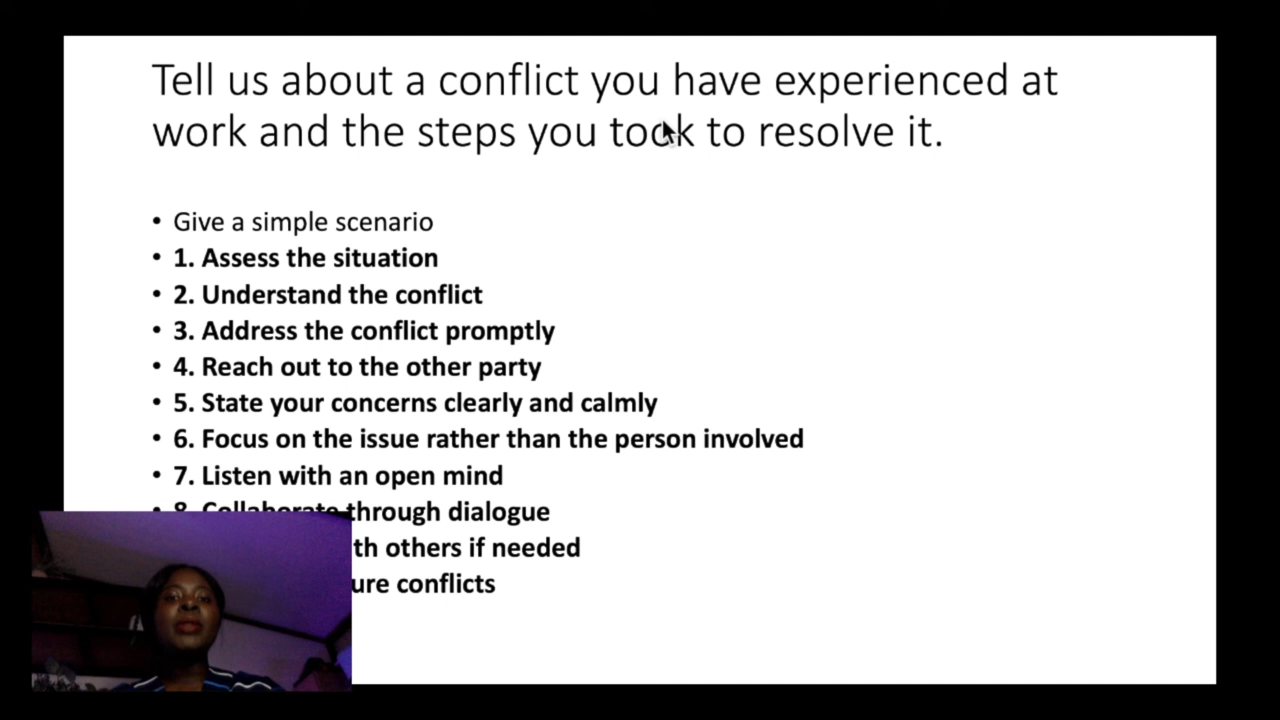 Tell us about a conflict you have experienced at
work and the steps you took to resolve it.
• Give a simple scenario
• 1. Assess the situation
• 2. Understand the conflict
• 3. Address the conflict promptly
• 4. Reach out to the other party
• 5. State your concerns clearly and calmly
• 6. Focus on the issue rather than the person involved
• 7. Listen with an open mind
• 8. Collaborate through dialogue
others if needed
conflicts